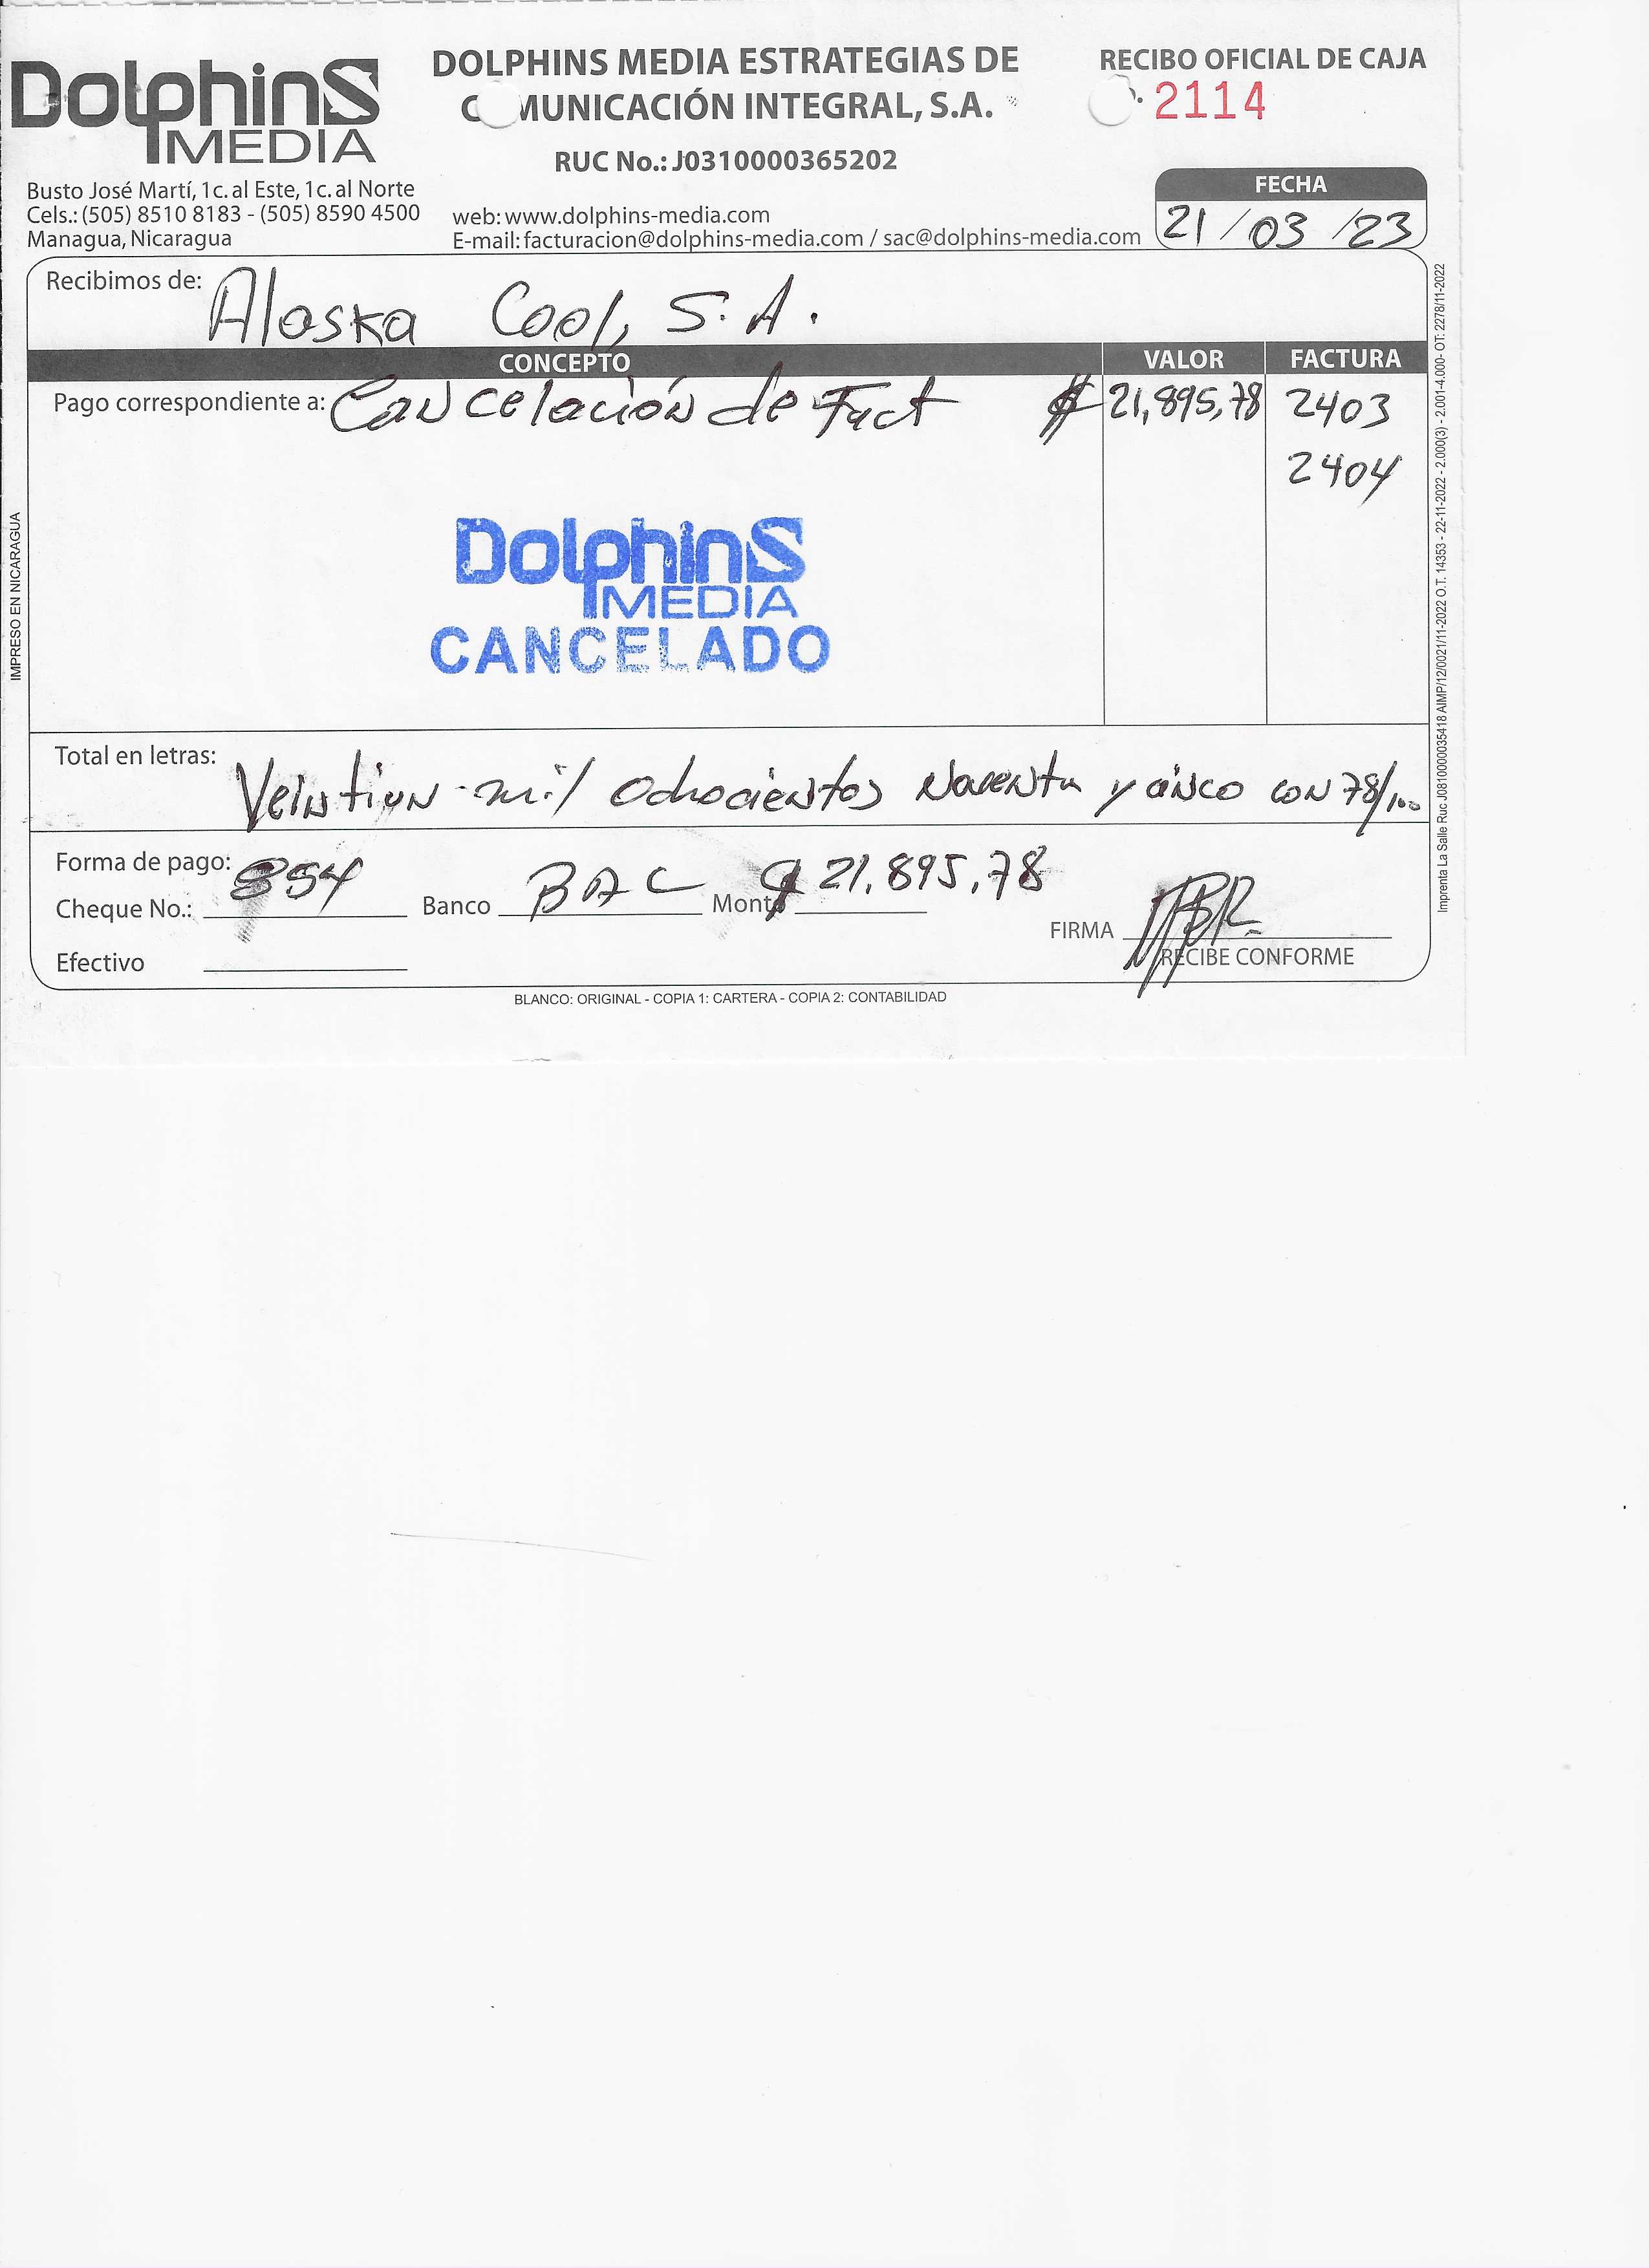 DolphinS
MEDIA
Busto José Martí, 1c. al Este, 1c. al Norte
Cels.: (505) 8510 8183 - (505) 8590 4500
Managua, Nicaragua
DOLPHINS MEDIA ESTRATEGIAS DE
C MUNICACIÓN INTEGRAL, S.A.
RUC No.: J0310000365202
web: www.dolphins-media.com
E-mail: facturacion@dolphins-media.com / sac@dolphins-media.com
RECIBO OFICIAL DE CAJA
2114
FECHA
21 / 03 / 23
Recibimos de: Alaska Cool, S.A.
CONCEPTO VALOR FACTURA
Pago correspondiente a: Cancelación de Fact $ 21,895,78 2403
2404
DolphinS
MEDIA
CANCELADO
Total en letras: Veintiun mil ochocientos Noventa y cinco con 78/100
Forma de pago:
Cheque No.: 854 Banco BAC Monto $ 21,895,78
FIRMA
RECIBE CONFORME
Efectivo
BLANCO: ORIGINAL - COPIA 1: CARTERA - COPIA 2: CONTABILIDAD
IMPRESO EN NICARAGUA
Imprenta La Salle Ruc J0810000035418 AIMP/12/0021/11-2022 O.T. 14353 - 22-11-2022 - 2.000(3) - 2.001-4.000- OT: 2278/11-2022